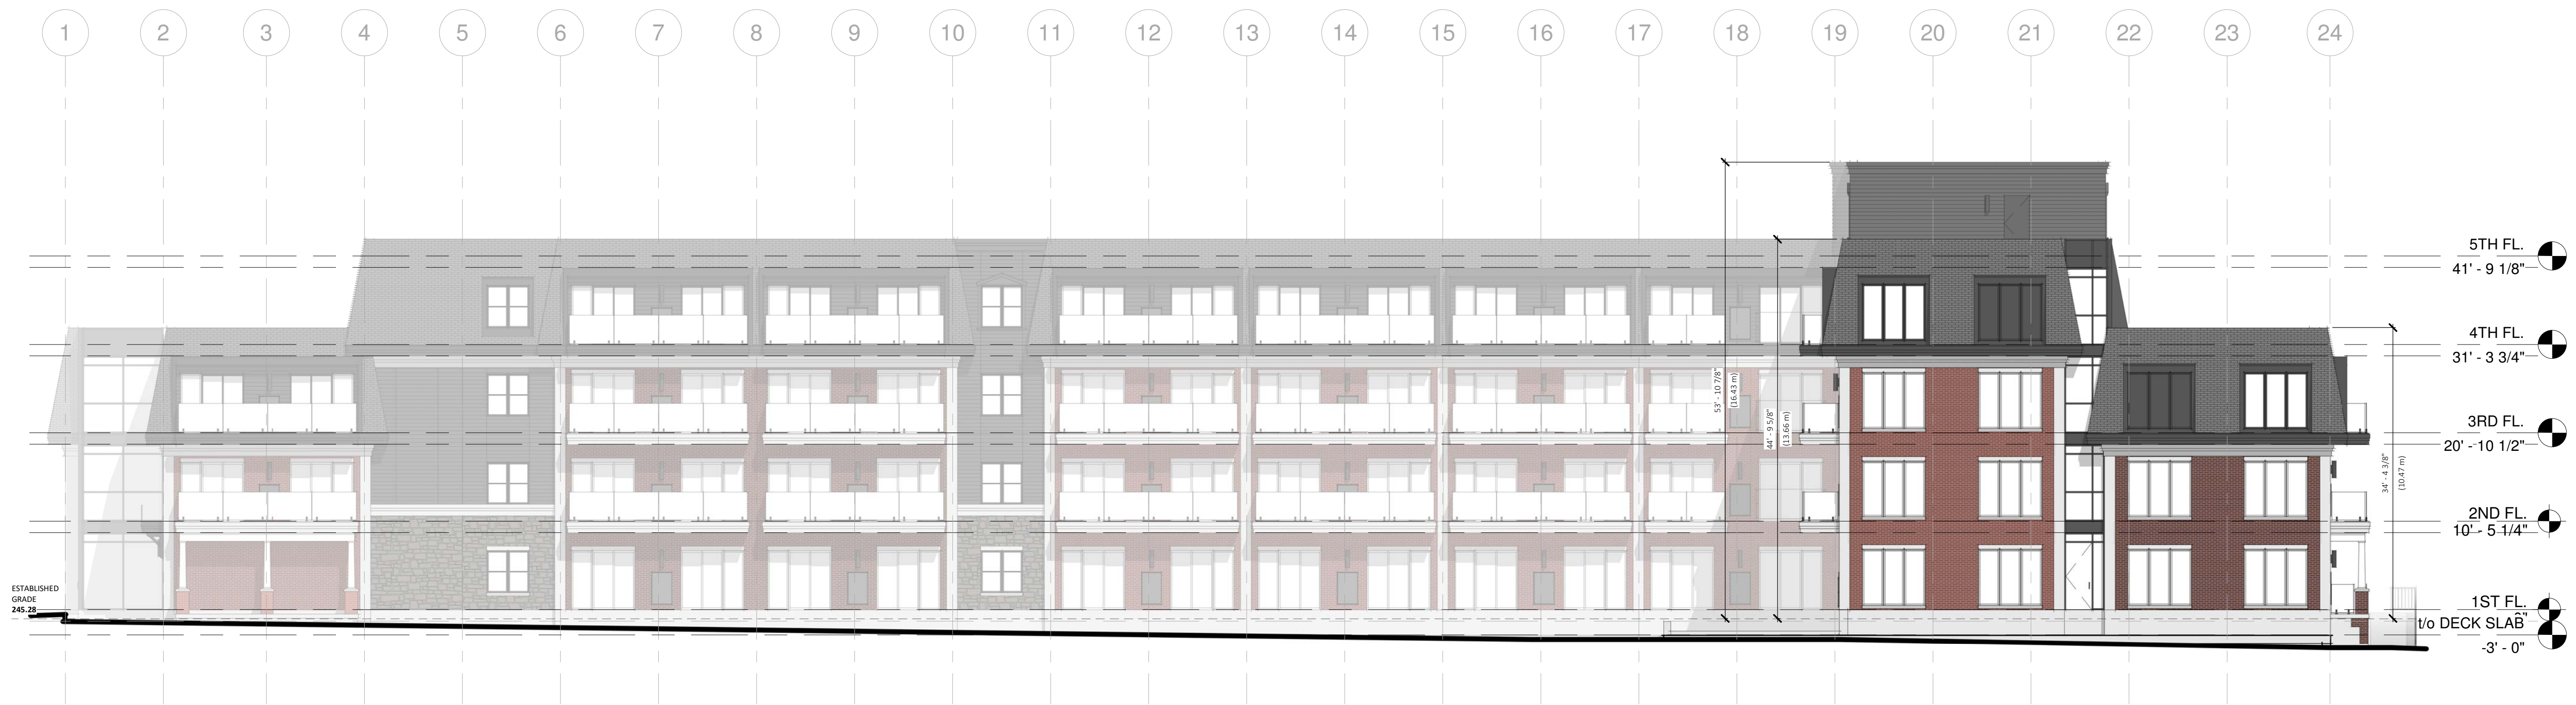 1 2 3 4 5 6 7 8 9 10 11 12 13 14 15 16 17 18 19 20 21 22 23 24
5TH FL.
41' - 9 1/8"
4TH FL.
31' - 3 3/4"
53' - 10 7/8"
(16.43 m)
44' - 9 5/8"
(13.66 m)
3RD FL.
20' - 10 1/2"
34' - 4 3/8"
(10.47 m)
2ND FL.
10' - 5 1/4"
ESTABLISHED
GRADE
245.28
1ST FL.
t/o DECK SLAB
-3' - 0"